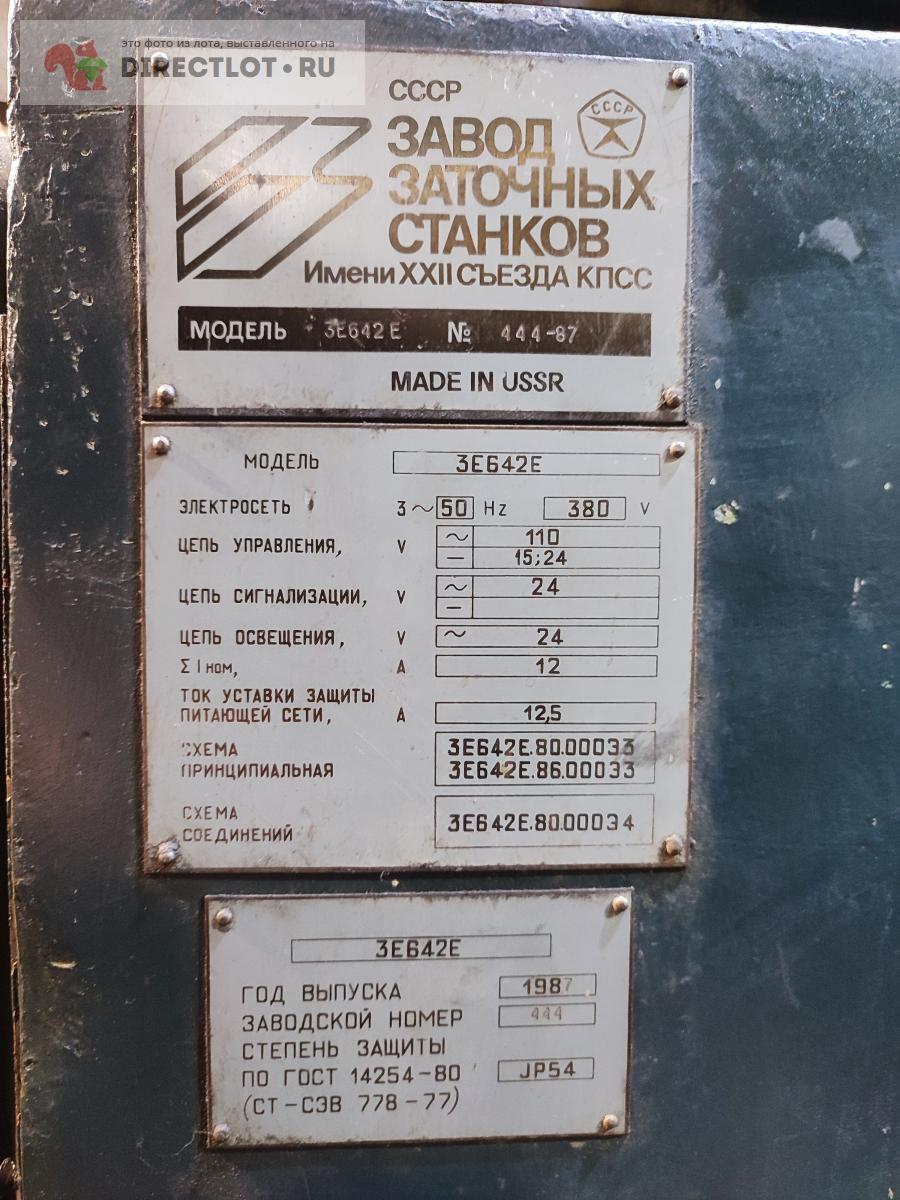 это фото из лота, выставленного на
DIRECTLOT•RU
СССР
СССР
ЗАВОД
ЗАТОЧНЫХ
СТАНКОВ
Имени XXII СЪЕЗДА КПСС
МОДЕЛЬ 3Е642Е № 444-87
MADE IN USSR
МОДЕЛЬ 3Е642Е
ЭЛЕКТРОСЕТЬ 3 ~ 50 Hz 380 V
ЦЕПЬ УПРАВЛЕНИЯ, V ~ 110
— 15;24
ЦЕПЬ СИГНАЛИЗАЦИИ, V ~ 24
—
ЦЕПЬ ОСВЕЩЕНИЯ, V ~ 24
Σ I ном, А 12
ТОК УСТАВКИ ЗАЩИТЫ
ПИТАЮЩЕЙ СЕТИ, А 12,5
СХЕМА 3Е642Е.80.00033
ПРИНЦИПИАЛЬНАЯ 3Е642Е.86.00033
СХЕМА
СОЕДИНЕНИЙ 3Е642Е.80.00034
3Е642Е
ГОД ВЫПУСКА 1987
ЗАВОДСКОЙ НОМЕР 444
СТЕПЕНЬ ЗАЩИТЫ
ПО ГОСТ 14254-80 JP54
(СТ-СЭВ 778-77)